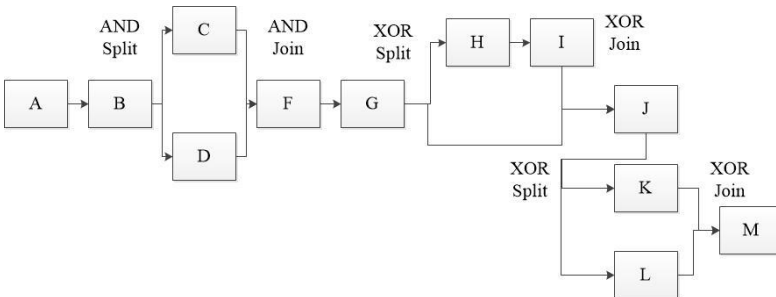 AND
Split
C
AND
Join
XOR
Split
H
I
XOR
Join
A
B
F
G
J
D
XOR
Split
K
XOR
Join
M
L